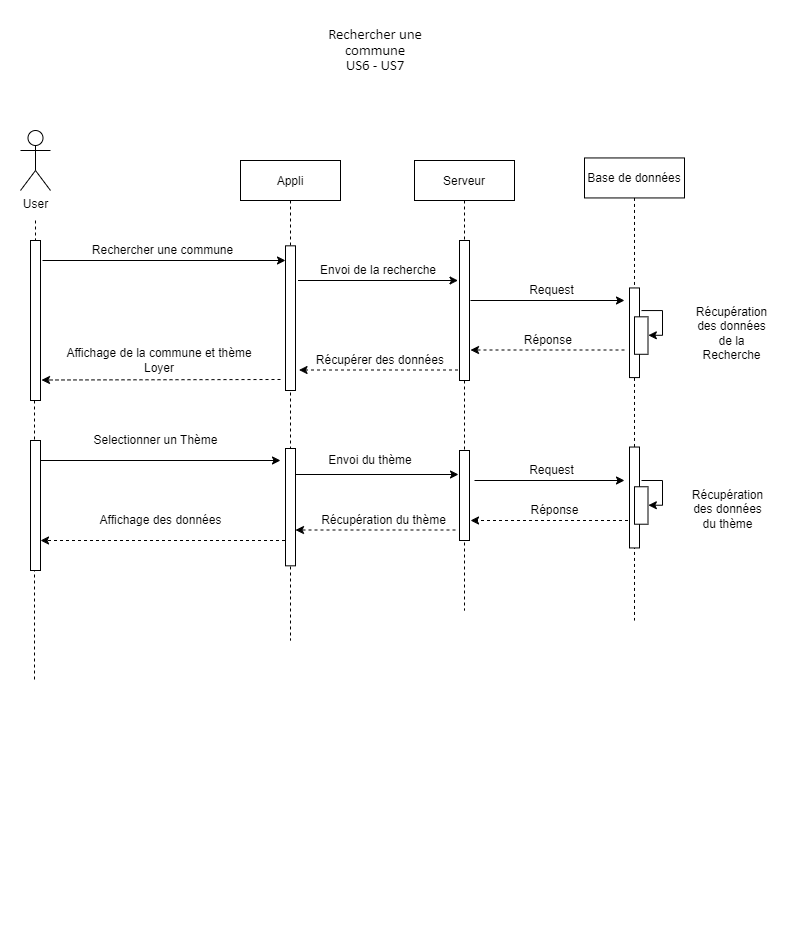 Rechercher une
commune
US6 - US7
User
Appli
Serveur
Base de données
Rechercher une commune
Envoi de la recherche
Request
Récupération
des données
de la
Recherche
Réponse
Récupérer des données
Affichage de la commune et thème
Loyer
Selectionner un Thème
Envoi du thème
Request
Récupération
des données
du thème
Réponse
Récupération du thème
Affichage des données